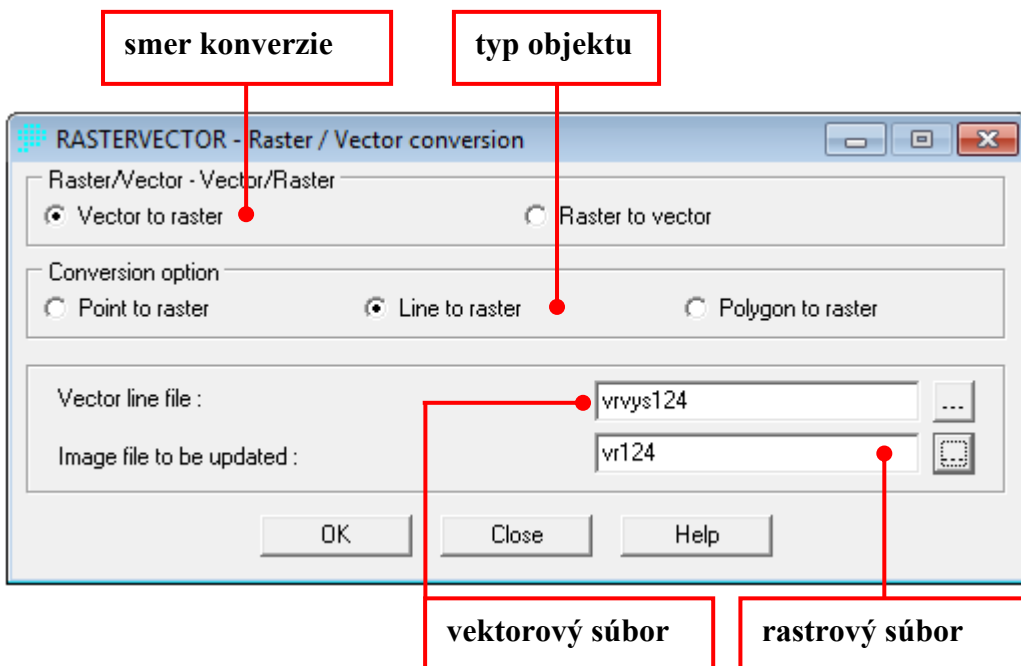 smer konverzie
typ objektu
RASTERVECTOR - Raster / Vector conversion
Raster/Vector - Vector/Raster
Vector to raster
Raster to vector
Conversion option
Point to raster
Line to raster
Polygon to raster
Vector line file :
vrvys124
...
Image file to be updated :
vr124
...
OK
Close
Help
vektorový súbor
rastrový súbor